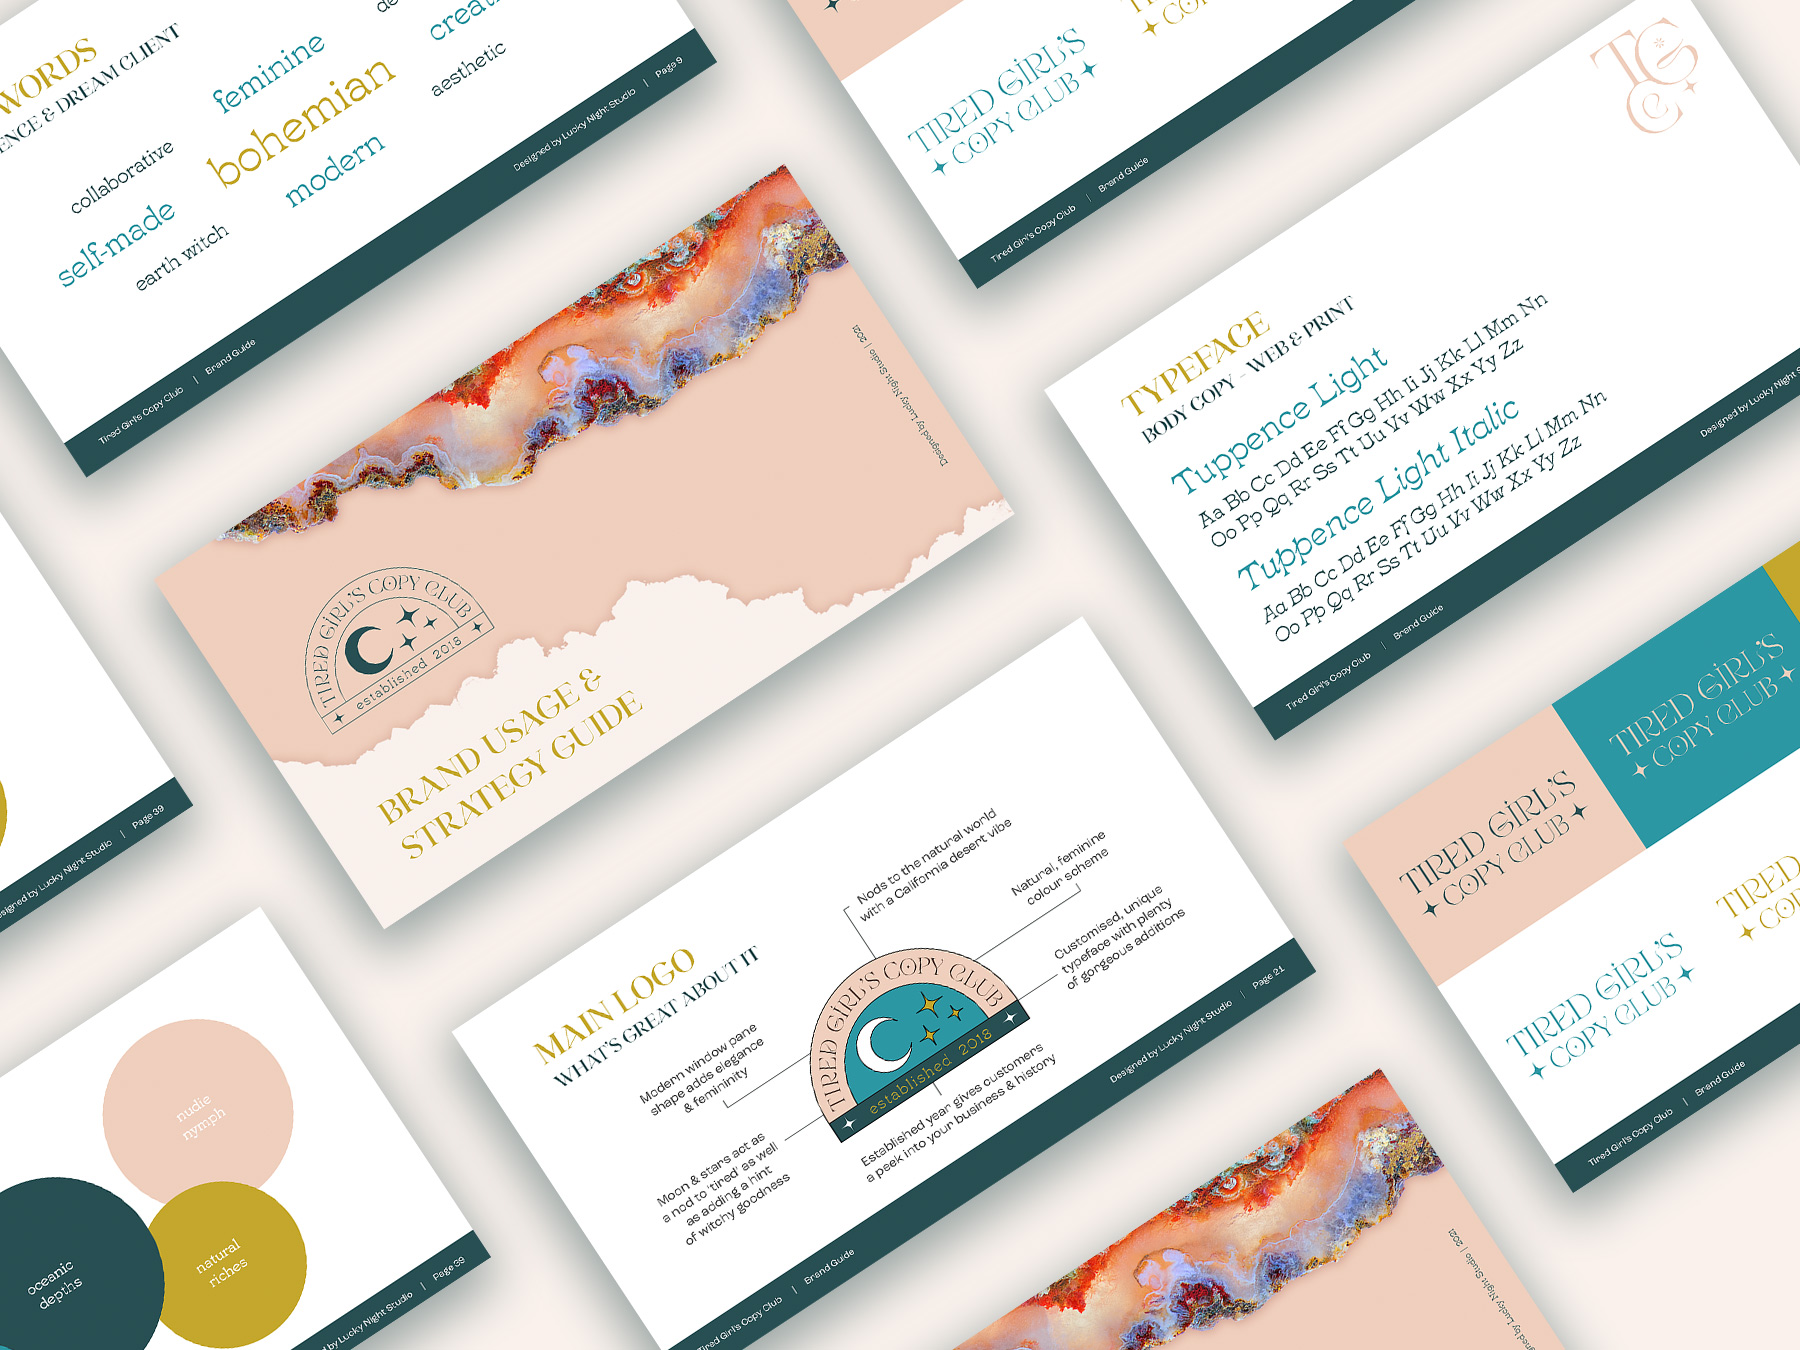 WORDS
ENCE & DREAM CLIENT
feminine
bohemian
aesthetic
collaborative
modern
self-made
earth witch
Tired Girl's Copy Club | Brand Guide
Designed by Lucky Night Studio | Page 9
TIRED GIRL'S
COPY CLUB
Tired Girl's Copy Club | Brand Guide
TGCC
TYPEFACE
BODY COPY - WEB & PRINT
Tuppence Light
Aa Bb Cc Dd Ee Ff Gg Hh Ii Jj Kk Ll Mm Nn
Oo Pp Qq Rr Ss Tt Uu Vv Ww Xx Yy Zz
Tuppence Light Italic
Aa Bb Cc Dd Ee Ff Gg Hh Ii Jj Kk Ll Mm Nn
Oo Pp Qq Rr Ss Tt Uu Vv Ww Xx Yy Zz
Tired Girl's Copy Club | Brand Guide
Designed by Lucky Night
Designed by Lucky Night Studio | 2021
TIRED GIRL'S COPY CLUB
established 2018
BRAND USAGE &
STRATEGY GUIDE
Designed by Lucky Night Studio | Page 39
MAIN LOGO
WHAT'S GREAT ABOUT IT
Nods to the natural world
with a California desert vibe
Natural, feminine
colour scheme
Customised, unique
typeface with plenty
of gorgeous additions
Modern window pane
shape adds elegance
& femininity
Moon & stars act as
a nod to 'tired' as well
as adding a hint
of witchy goodness
Established year gives customers
a peek into your business & history
TIRED GIRL'S COPY CLUB
established 2018
Tired Girl's Copy Club | Brand Guide
Designed by Lucky Night Studio | Page 21
TIRED GIRL'S
COPY CLUB
TIRED GIRL'S
COPY CLUB
TIRED GIRL'S
COPY CLUB
TIRED
Tired Girl's Copy Club | Brand Guide
nudie
nymph
oceanic
depths
natural
riches
by Lucky Night Studio | Page 39
Designed by Lucky Night Studio | 2021